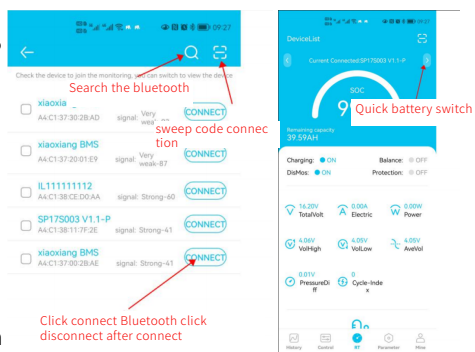 09:27
Check the device to join the monitoring, you can switch to view the device
Search the bluetooth
xiaoxia
A4:C1:37:30:2B:AD signal: Very weak
CONNECT
sweep code connec
tion
xiaoxiang BMS
A4:C1:37:20:01:E9 signal: Very weak-87
CONNECT
IL111111112
A4:C1:38:CE:D0:AA signal: Strong-60
CONNECT
SP17S003 V1.1-P
A4:C1:38:11:7F:2E signal: Strong-41
CONNECT
xiaoxiang BMS
A4:C1:37:00:2B:AE signal: Strong-41
CONNECT
Click connect Bluetooth click
disconnect after connect
09:27
DeviceList
Current Connected:SP17S003 V1.1-P
SOC
9
Quick battery switch
Remaining capacity
39.59AH
Charging: ON Balance: OFF
DisMos: ON Protection: OFF
16.20V 0.00A 0.00W
TotalVolt Electric Power
4.06V 4.05V 4.05V
VolHigh VolLow AveVol
0.01V 0
PressureDi Cycle-Inde
ff x
History Control RT Parameter Mine